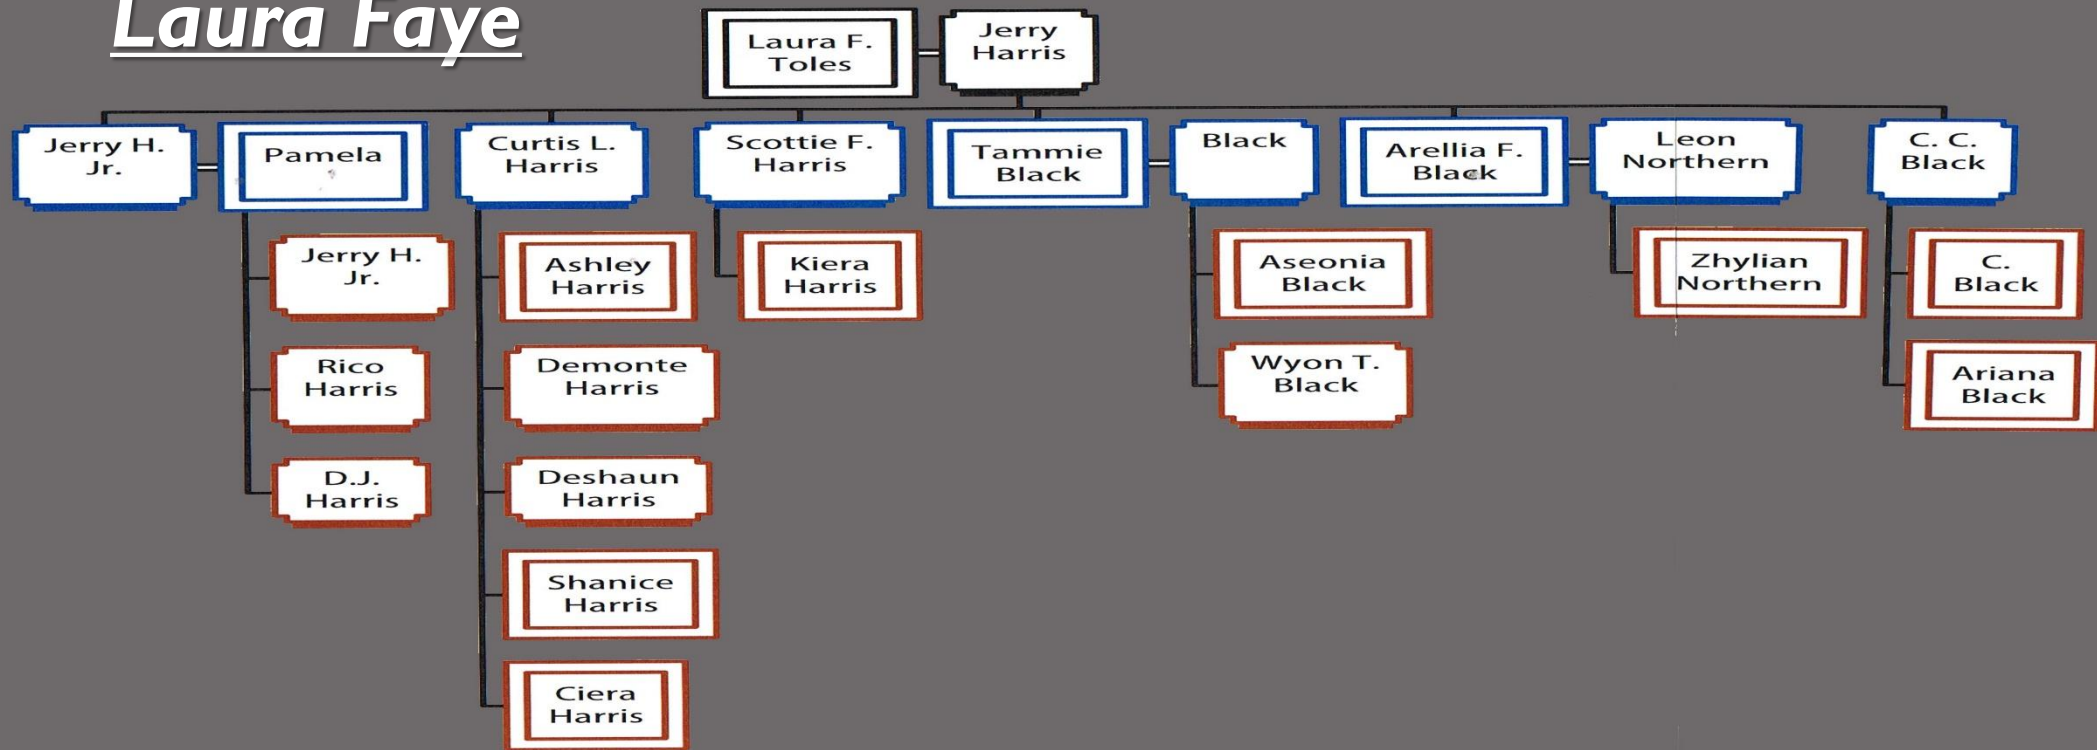 Laura Faye
Laura F.
Toles
Jerry
Harris
Jerry H.
Jr.
Pamela
Curtis L.
Harris
Scottie F.
Harris
Tammie
Black
Black
Arellia F.
Black
Leon
Northern
C. C.
Black
Jerry H.
Jr.
Rico
Harris
D.J.
Harris
Ashley
Harris
Demonte
Harris
Deshaun
Harris
Shanice
Harris
Ciera
Harris
Kiera
Harris
Aseonia
Black
Wyon T.
Black
Zhylian
Northern
C.
Black
Ariana
Black